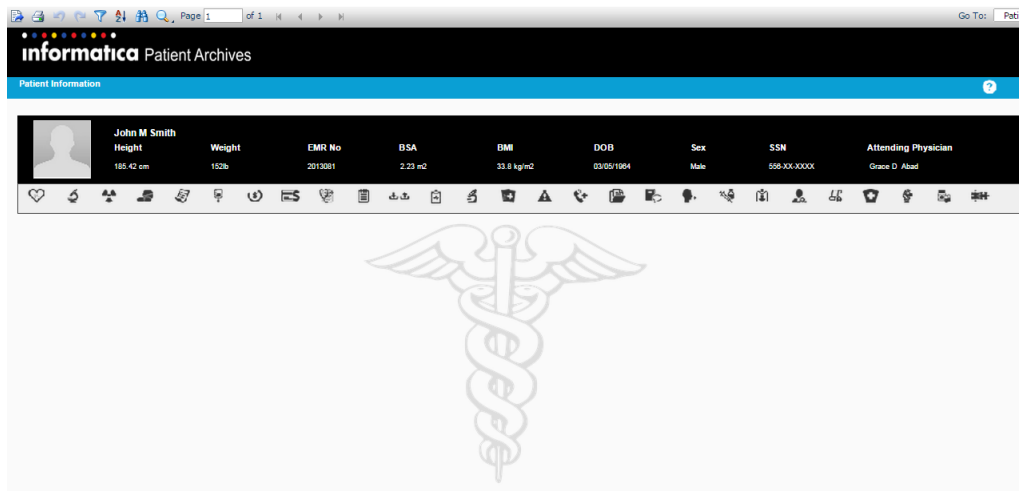 Page 1 of 1 Go To: Pati
informatica Patient Archives
Patient Information ?
John M Smith
Height Weight EMR No BSA BMI DOB Sex SSN Attending Physician
185.42 cm 152lb 2013081 2.23 m2 33.8 kg/m2 03/05/1964 Male 556-XX-XXXX Grace D Abad